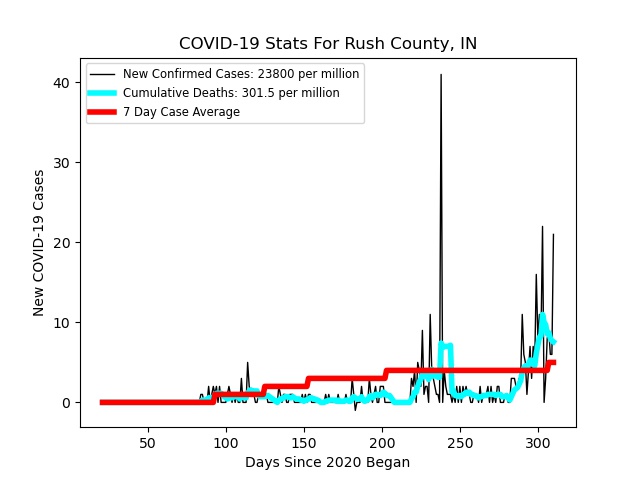 COVID-19 Stats For Rush County, IN
New Confirmed Cases: 23800 per million
Cumulative Deaths: 301.5 per million
7 Day Case Average
40
30
20
10
0
New COVID-19 Cases
50 100 150 200 250 300
Days Since 2020 Began